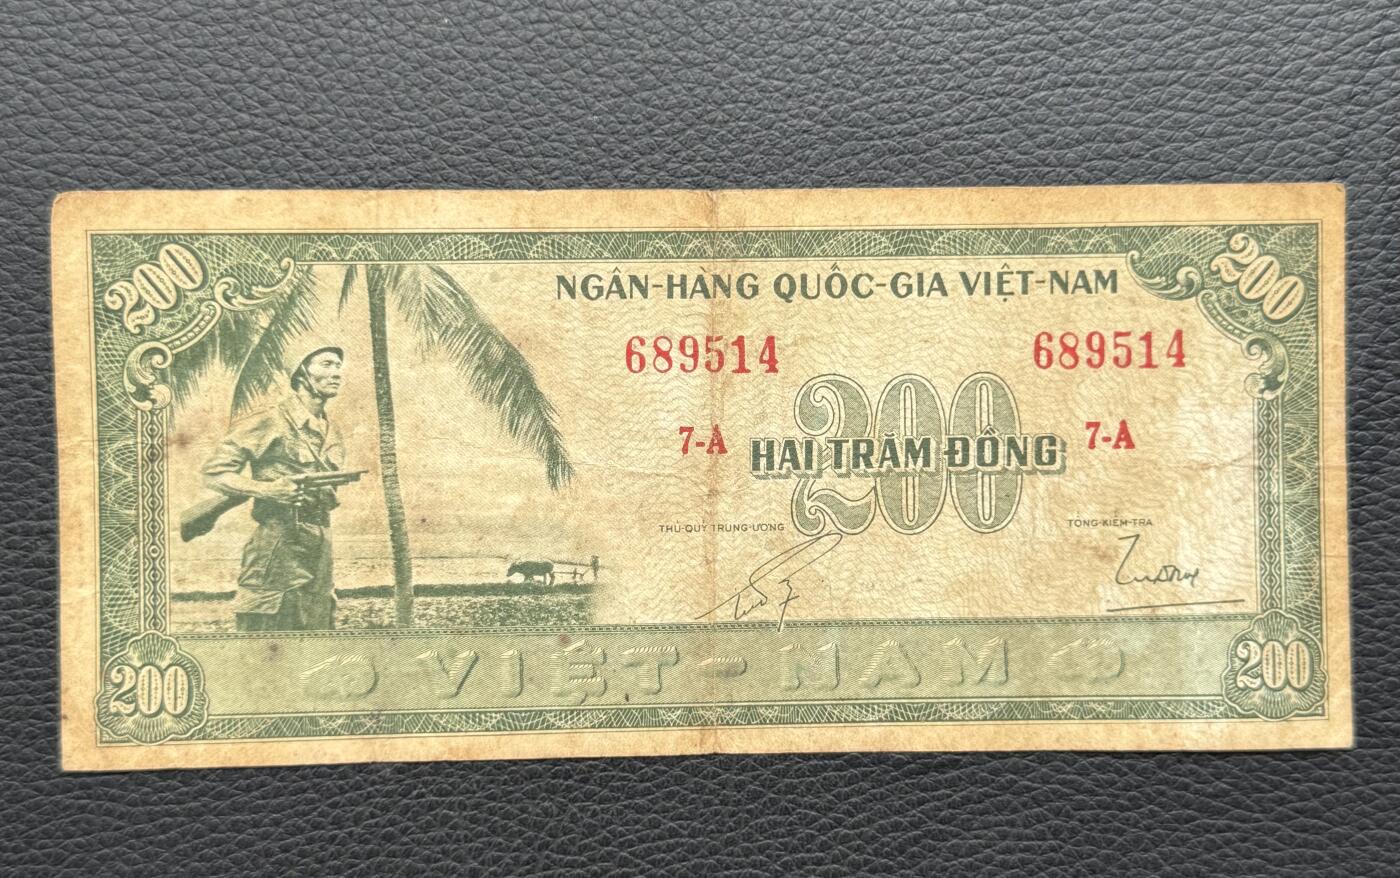 200
200
NGÂN-HÀNG QUỐC-GIA VIỆT-NAM
689514
689514
200
7-A
HAI TRĂM ĐỒNG
7-A
THỦ-QUỸ TRUNG-ƯƠNG
TỔNG-KIỂM-TRA
VIỆT-NAM
200
200